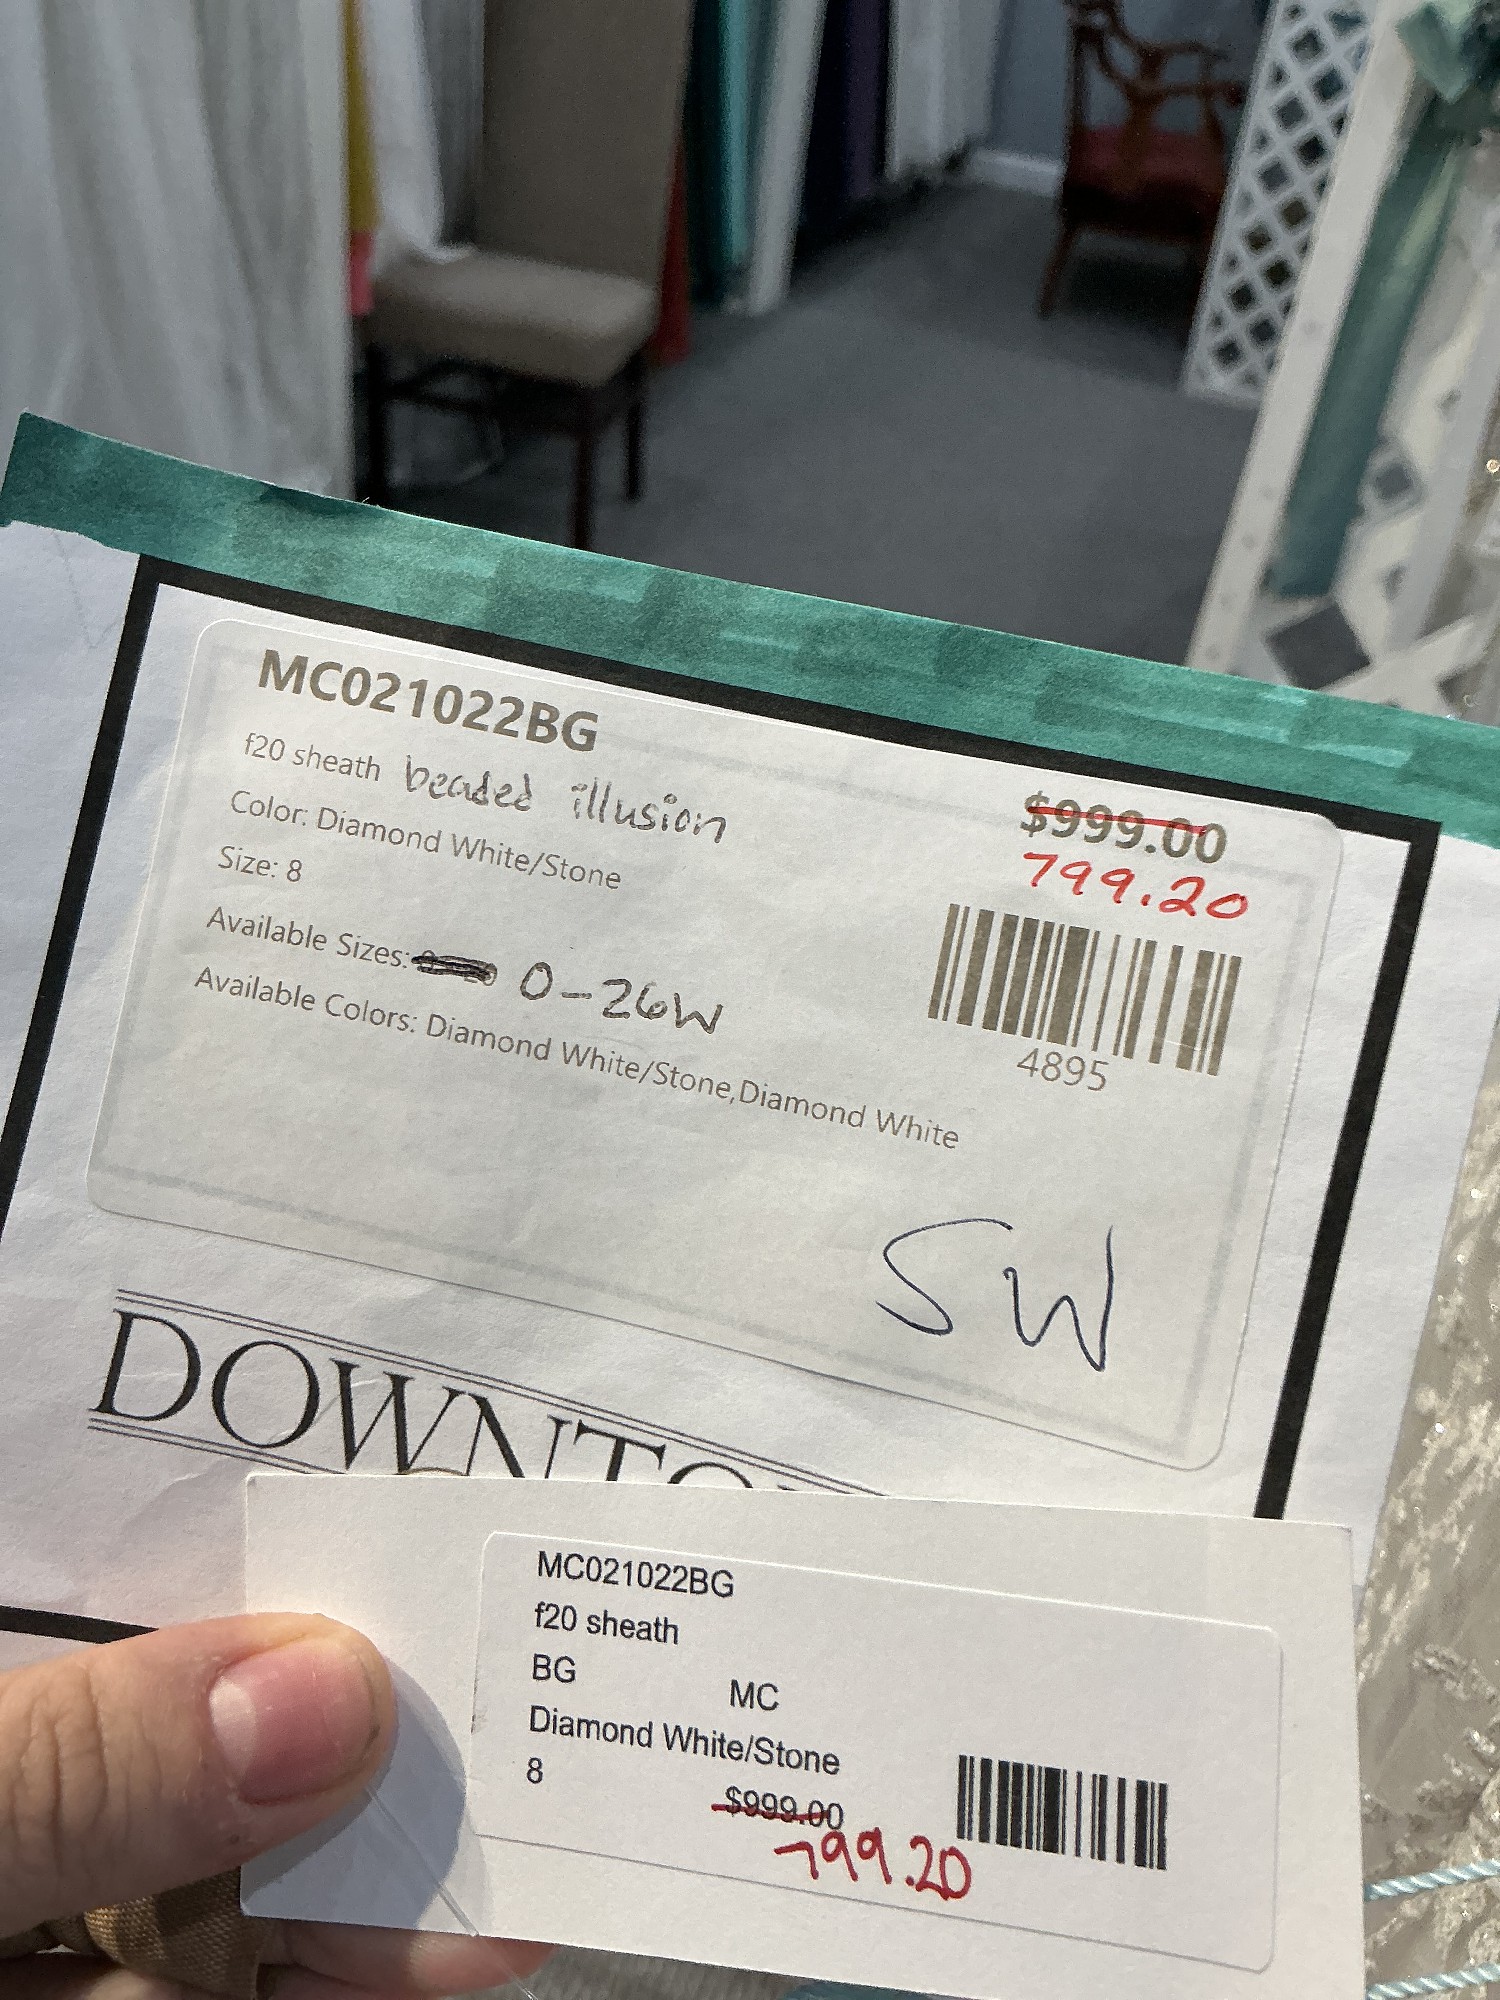 MC021022BG
f20 sheath beaded illusion
Color: Diamond White/Stone
Size: 8
Available Sizes: 0-26W
Available Colors: Diamond White/Stone,Diamond White
$999.00
799.20
4895
SW
MC021022BG
f20 sheath
BG MC
Diamond White/Stone
8 $999.00
799.20